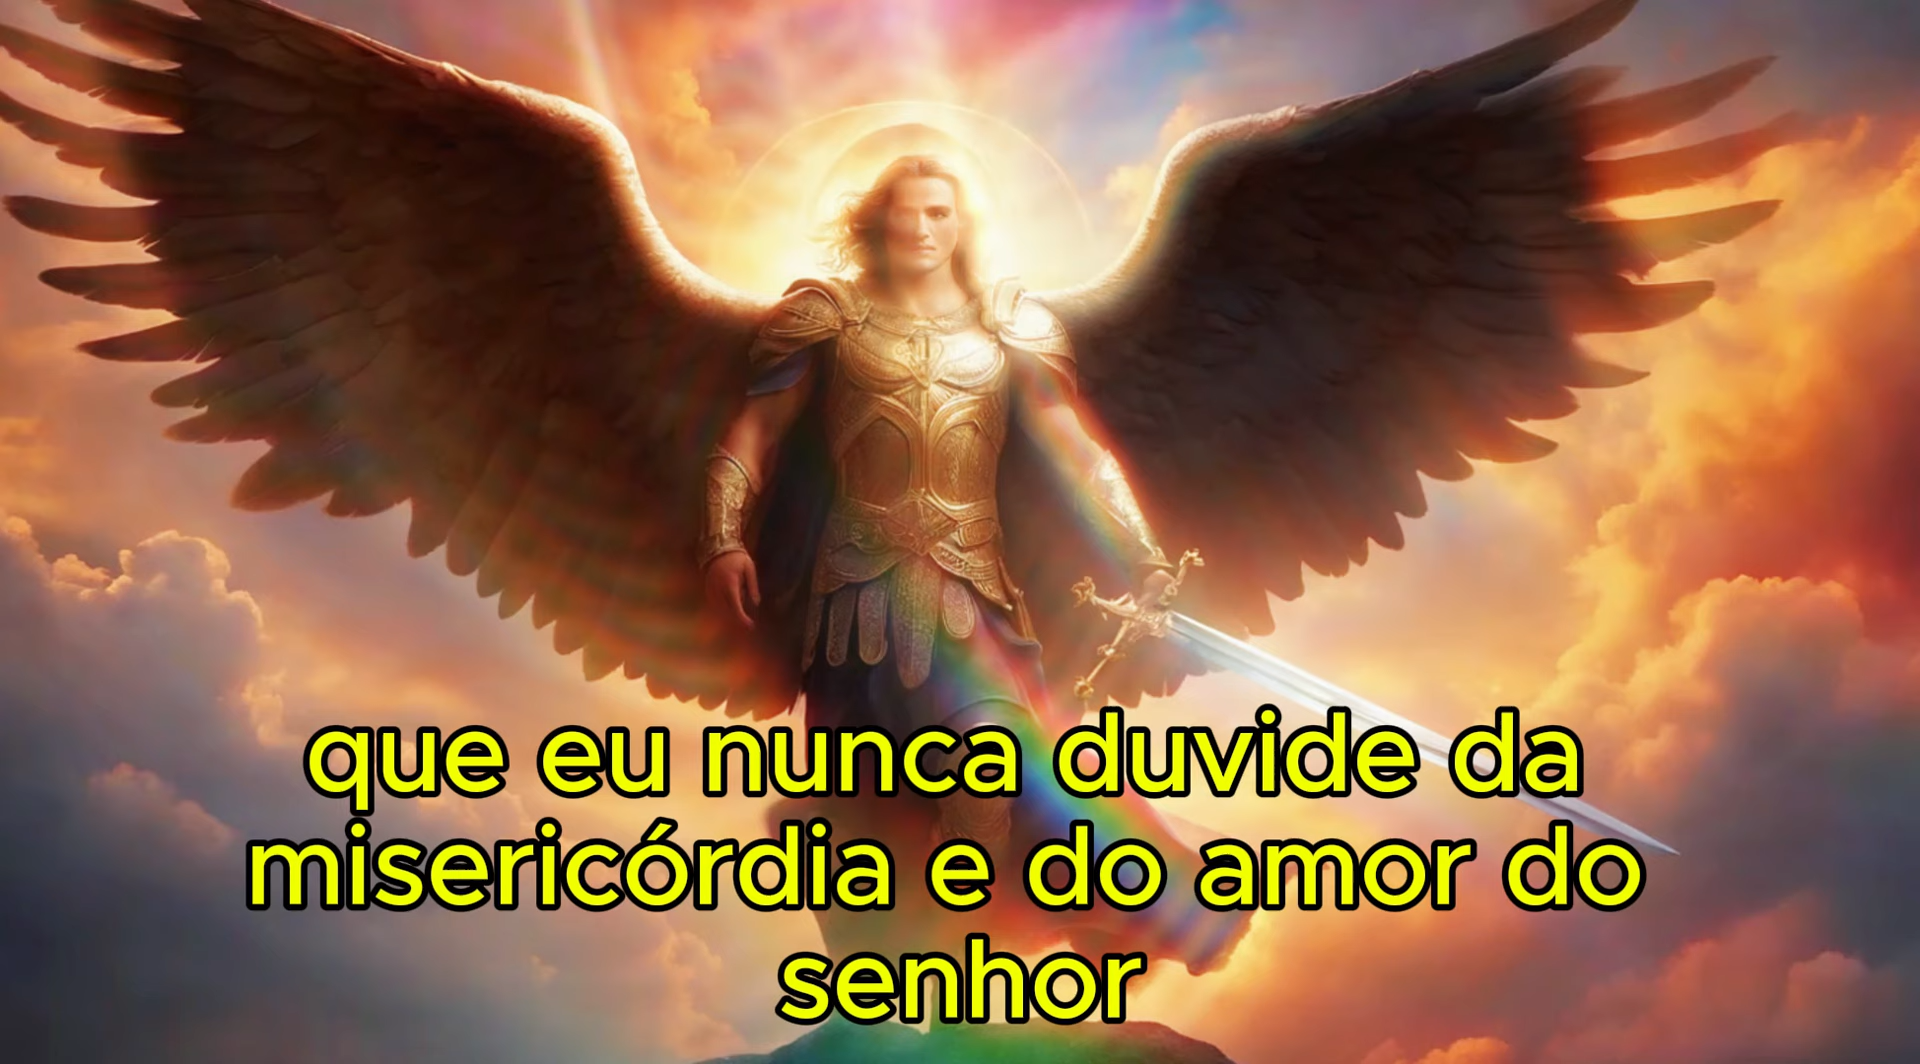 que eu nunca duvide da
misericórdia e do amor do
senhor